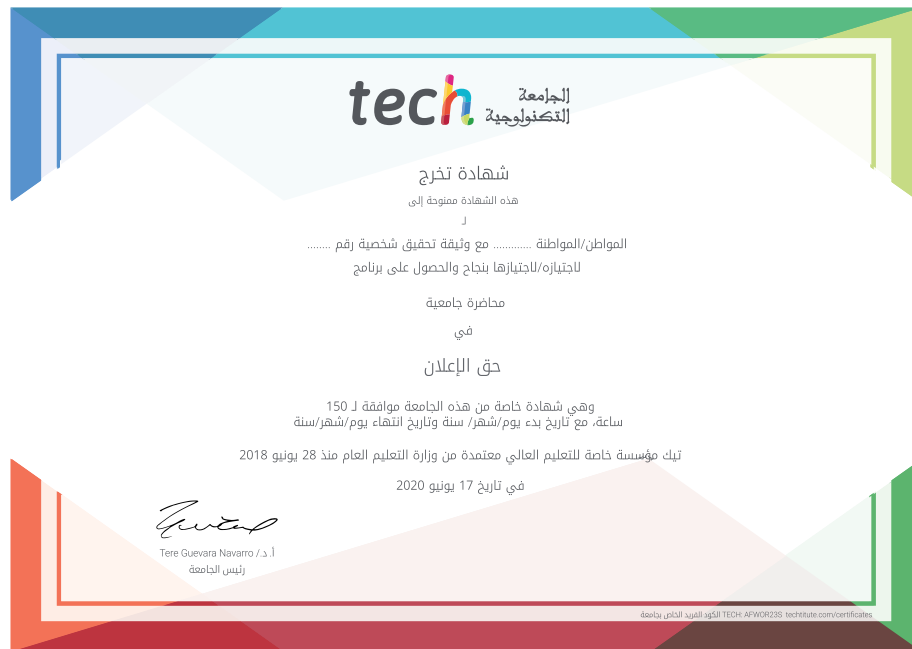 tech الجامعة
التكنولوجية
شهادة تخرج
هذه الشهادة ممنوحة إلى
لـ
المواطن/المواطنة ............. مع وثيقة تحقيق شخصية رقم ........
لاجتيازه/لاجتيازها بنجاح والحصول على برنامج
محاضرة جامعية
في
حق الإعلان
وهي شهادة خاصة من هذه الجامعة موافقة لـ 150
ساعة، مع تاريخ بدء يوم/شهر/ سنة وتاريخ انتهاء يوم/شهر/سنة
تيك مؤسسة خاصة للتعليم العالي معتمدة من وزارة التعليم العام منذ 28 يونيو 2018
في تاريخ 17 يونيو 2020
أ. د./ Tere Guevara Navarro
رئيس الجامعة
الكود الفريد الخاص بجامعة TECH: AFWOR23S techtitute.com/certificates